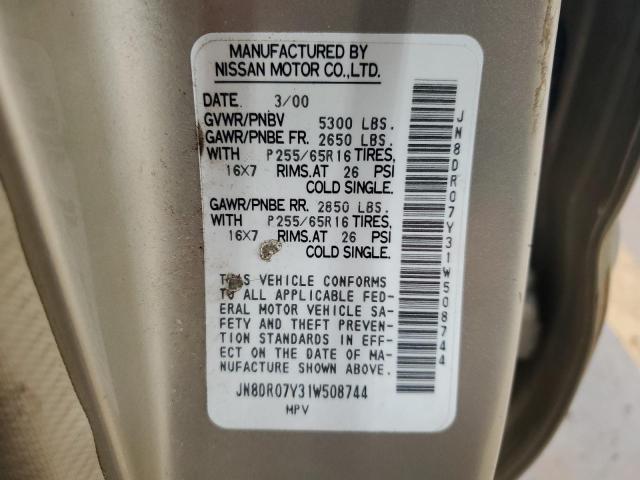 MANUFACTURED BY
NISSAN MOTOR CO.,LTD.
DATE. 3/00
GVWR/PNBV 5300 LBS.
GAWR/PNBE FR. 2650 LBS.
WITH P255/65R16 TIRES,
16X7 RIMS.AT 26 PSI
COLD SINGLE.
GAWR/PNBE RR. 2850 LBS.
WITH P255/65R16 TIRES,
16X7 RIMS.AT 26 PSI
COLD SINGLE.
THIS VEHICLE CONFORMS
TO ALL APPLICABLE FED-
ERAL MOTOR VEHICLE SA-
FETY AND THEFT PREVEN-
TION STANDARDS IN EFF-
ECT ON THE DATE OF MA-
NUFACTURE SHOWN ABOVE.
JN8DR07Y31W508744
MPV
JN8DR07Y31W508744